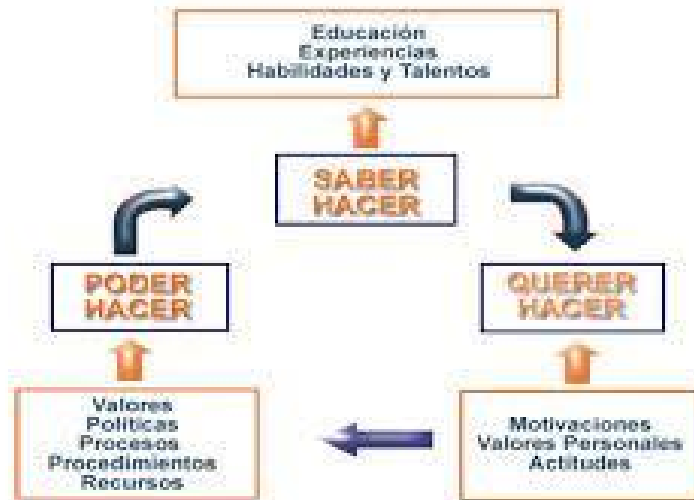 Educación
Experiencias
Habilidades y Talentos
SABER
HACER
PODER
HACER
QUERER
HACER
Valores
Políticas
Procesos
Procedimientos
Recursos
Motivaciones
Valores Personales
Actitudes